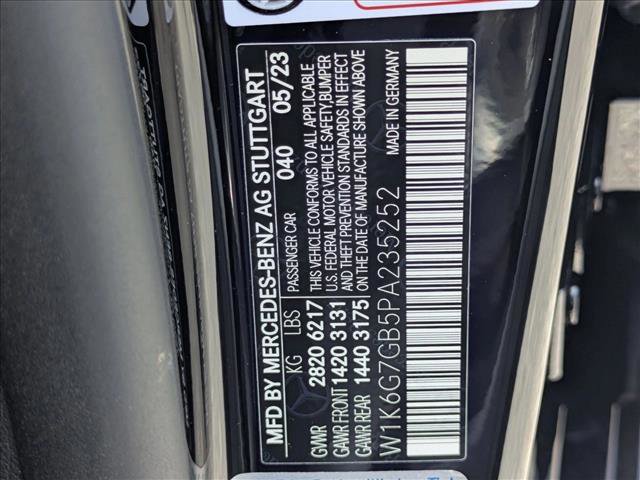 MFD BY MERCEDES-BENZ AG STUTTGART
KG LBS PASSENGER CAR 040 05/23
GVWR 2820 6217
GAWR FRONT 1420 3131
GAWR REAR 1440 3175
THIS VEHICLE CONFORMS TO ALL APPLICABLE
U.S. FEDERAL MOTOR VEHICLE SAFETY, BUMPER
AND THEFT PREVENTION STANDARDS IN EFFECT
ON THE DATE OF MANUFACTURE SHOWN ABOVE
W1K6G7GB5PA235252 MADE IN GERMANY